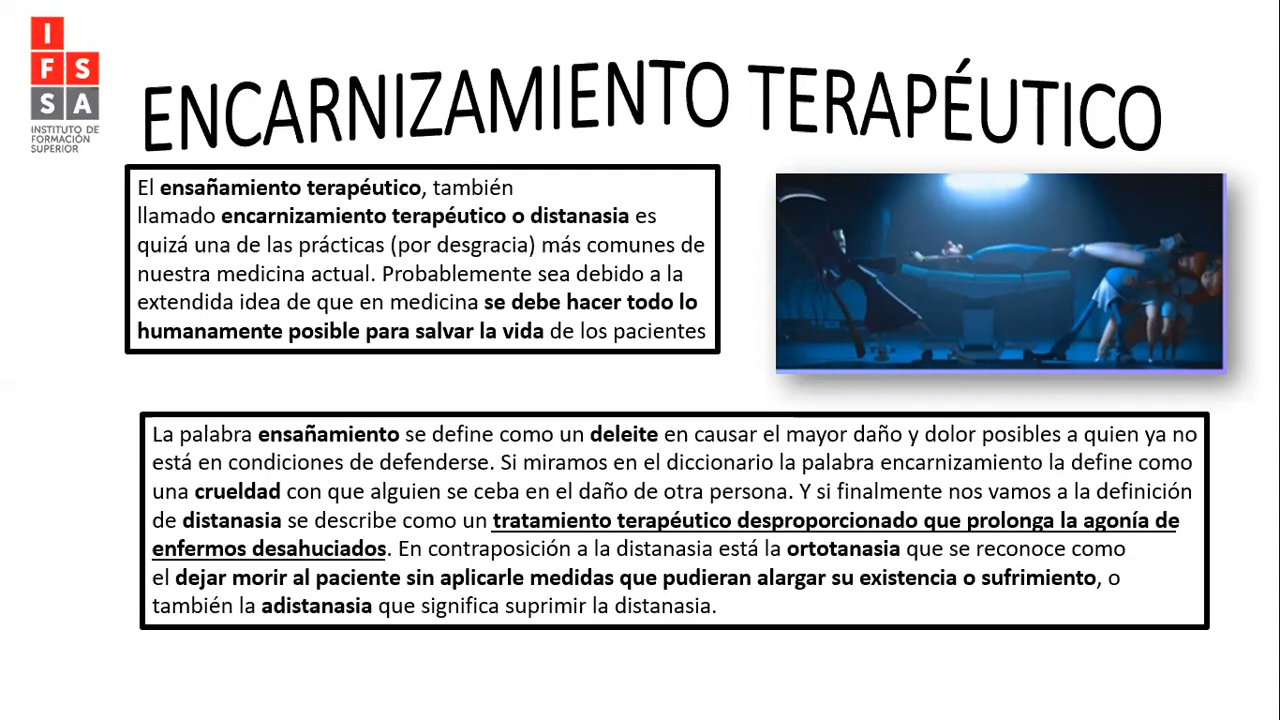 I
F S
S A
INSTITUTO DE
FORMACIÓN
SUPERIOR
ENCARNIZAMIENTO TERAPÉUTICO
El ensañamiento terapéutico, también
llamado encarnizamiento terapéutico o distanasia es
quizá una de las prácticas (por desgracia) más comunes de
nuestra medicina actual. Probablemente sea debido a la
extendida idea de que en medicina se debe hacer todo lo
humanamente posible para salvar la vida de los pacientes
La palabra ensañamiento se define como un deleite en causar el mayor daño y dolor posibles a quien ya no
está en condiciones de defenderse. Si miramos en el diccionario la palabra encarnizamiento la define como
una crueldad con que alguien se ceba en el daño de otra persona. Y si finalmente nos vamos a la definición
de distanasia se describe como un tratamiento terapéutico desproporcionado que prolonga la agonía de
enfermos desahuciados. En contraposición a la distanasia está la ortotanasia que se reconoce como
el dejar morir al paciente sin aplicarle medidas que pudieran alargar su existencia o sufrimiento, o
también la adistanasia que significa suprimir la distanasia.